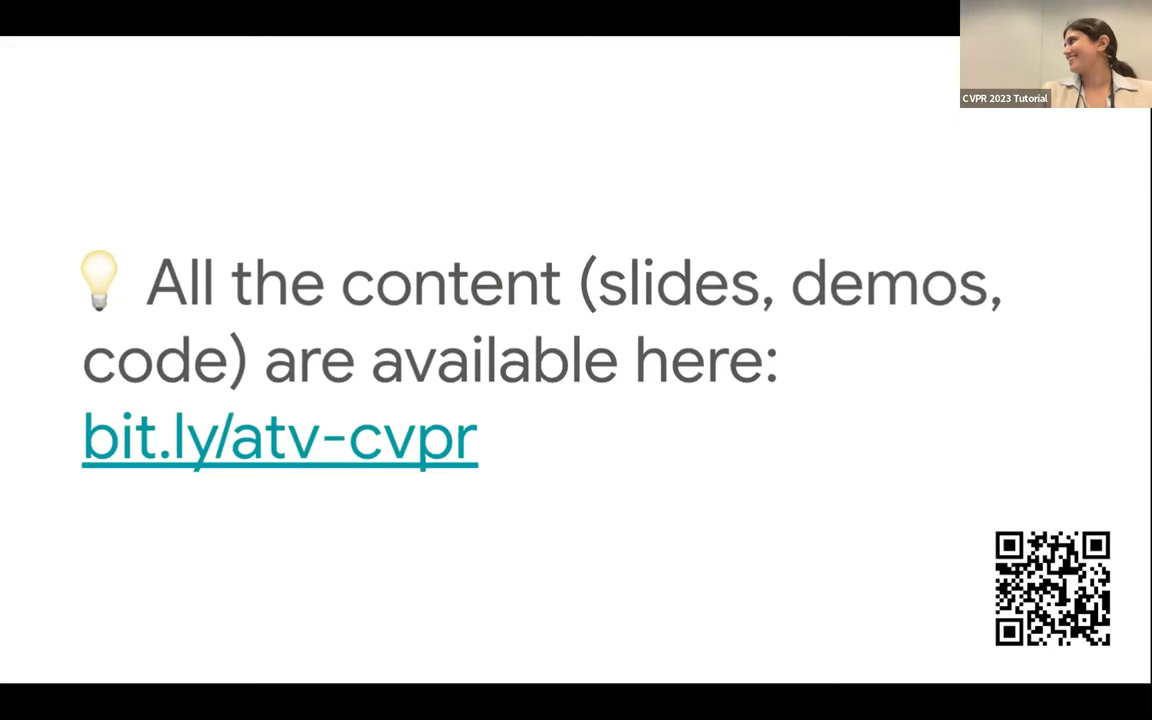 CVPR 2023 Tutorial
💡 All the content (slides, demos,
code) are available here:
bit.ly/atv-cvpr